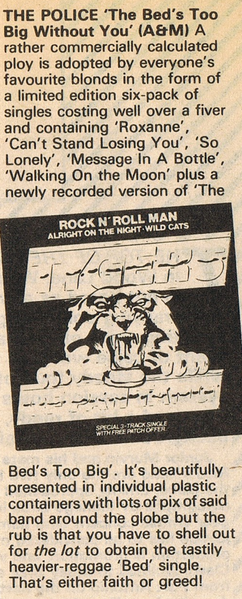 THE POLICE 'The Bed's Too
Big Without You' (A&M) A
rather commercially calculated
ploy is adopted by everyone's
favourite blonds in the form of
a limited edition six-pack of
singles costing well over a fiver
and containing 'Roxanne',
'Can't Stand Losing You', 'So
Lonely', 'Message In A Bottle',
'Walking On the Moon' plus a
newly recorded version of 'The
ROCK N' ROLL MAN
ALRIGHT ON THE NIGHT·WILD CATS
TYGERS
SPECIAL 3-TRACK SINGLE
WITH FREE PATCH OFFER
Bed's Too Big'. It's beautifully
presented in individual plastic
containers with lots of pix of said
band around the globe but the
rub is that you have to shell out
for the lot to obtain the tastily
heavier-reggae 'Bed' single.
That's either faith or greed!